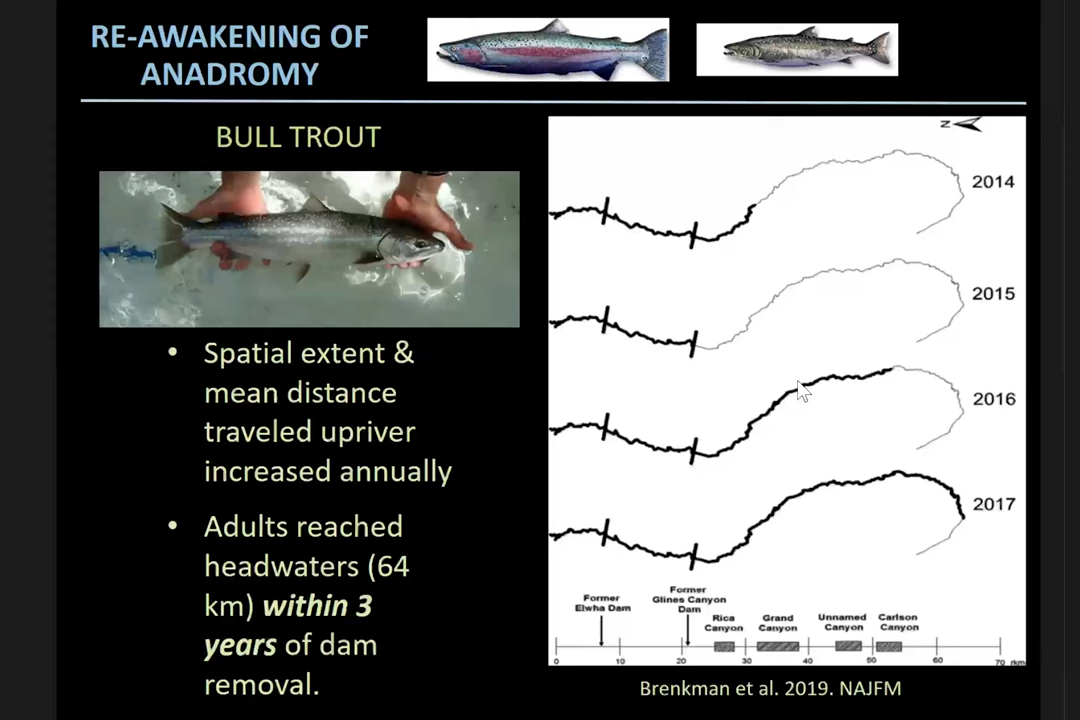 RE-AWAKENING OF
ANADROMY
BULL TROUT
• Spatial extent &
mean distance
traveled upriver
increased annually
• Adults reached
headwaters (64
km) within 3
years of dam
removal.
N
2014
2015
2016
2017
Former
Elwha Dam
Former
Glines Canyon
Dam
Rica
Canyon
Grand
Canyon
Unnamed
Canyon
Carlson
Canyon
0 10 20 30 40 50 60 70 rkm
Brenkman et al. 2019. NAJFM